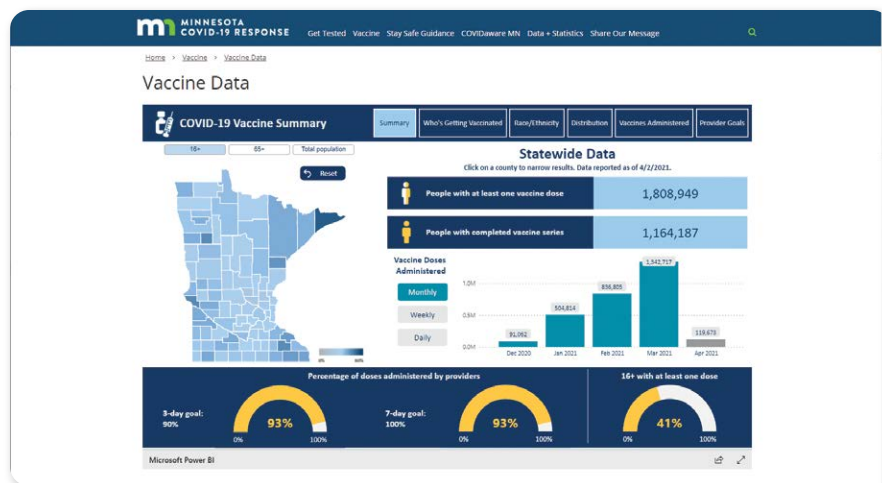 MINNESOTA
COVID-19 RESPONSE
Get Tested Vaccine Stay Safe Guidance COVIDaware MN Data + Statistics Share Our Message
Home > Vaccine > Vaccine Data
Vaccine Data
COVID-19 Vaccine Summary
Summary Who's Getting Vaccinated Race/Ethnicity Distribution Vaccines Administered Provider Goals
16+ 65+ Total population
Reset
Statewide Data
Click on a county to narrow results. Data reported as of 4/2/2021.
People with at least one vaccine dose 1,808,949
People with completed vaccine series 1,164,187
Vaccine Doses
Administered
Monthly
Weekly
Daily
1.0M
0.5M
0.0M
91,062
504,814
1,542,717
119,673
Dec 2020 Jan 2021 Feb 2021 Mar 2021 Apr 2021
0%
60%
Percentage of doses administered by providers
3-day goal:
90%
93%
0% 100%
7-day goal:
100%
93%
0% 100%
16+ with at least one dose
41%
0% 100%
Microsoft Power BI